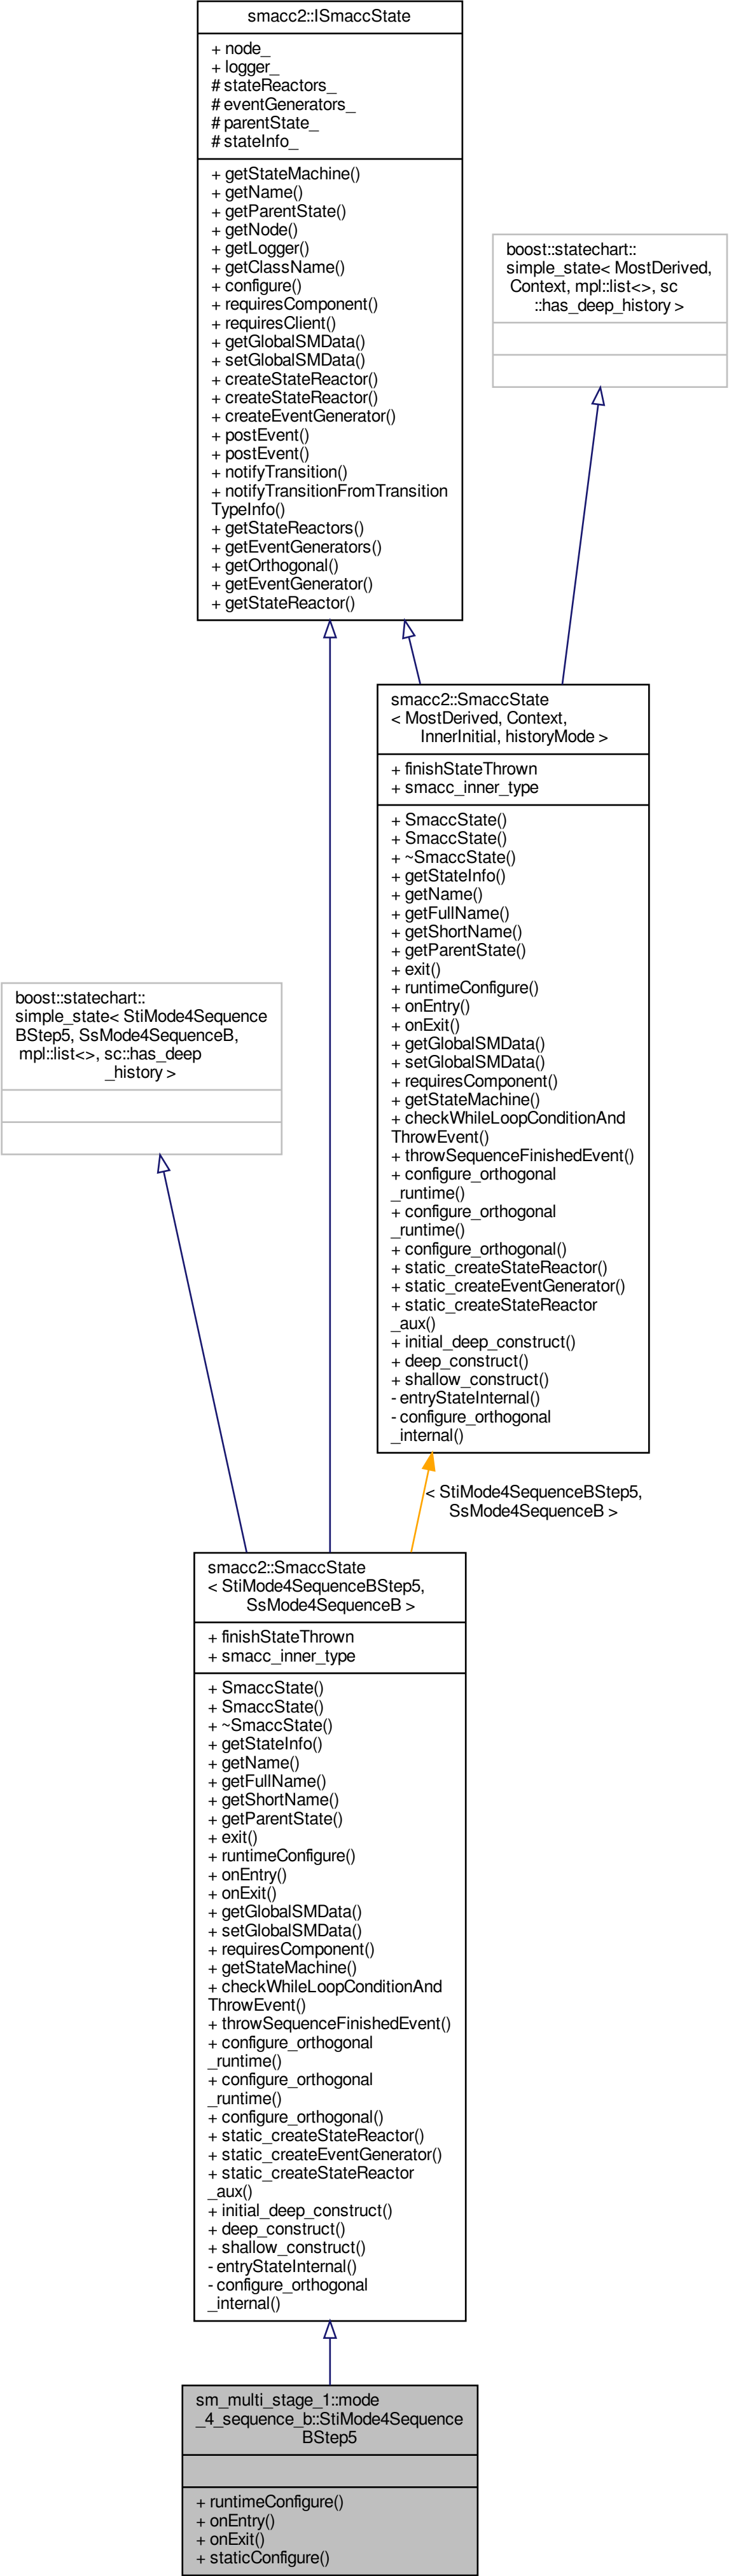 smacc2::ISmaccState
+ node_
+ logger_
# stateReactors_
# eventGenerators_
# parentState_
# stateInfo_
+ getStateMachine()
+ getName()
+ getParentState()
+ getNode()
+ getLogger()
+ getClassName()
+ configure()
+ requiresComponent()
+ requiresClient()
+ getGlobalSMData()
+ setGlobalSMData()
+ createStateReactor()
+ createStateReactor()
+ createEventGenerator()
+ postEvent()
+ postEvent()
+ notifyTransition()
+ notifyTransitionFromTransition
TypeInfo()
+ getStateReactors()
+ getEventGenerators()
+ getOrthogonal()
+ getEventGenerator()
+ getStateReactor()
boost::statechart::
simple_state< MostDerived,
Context, mpl::list<>, sc
::has_deep_history >
smacc2::SmaccState
< MostDerived, Context,
InnerInitial, historyMode >
+ finishStateThrown
+ smacc_inner_type
+ SmaccState()
+ SmaccState()
+ ~SmaccState()
+ getStateInfo()
+ getName()
+ getFullName()
+ getShortName()
+ getParentState()
+ exit()
+ runtimeConfigure()
+ onEntry()
+ onExit()
+ getGlobalSMData()
+ setGlobalSMData()
+ requiresComponent()
+ getStateMachine()
+ checkWhileLoopConditionAnd
ThrowEvent()
+ throwSequenceFinishedEvent()
+ configure_orthogonal
_runtime()
+ configure_orthogonal
_runtime()
+ configure_orthogonal()
+ static_createStateReactor()
+ static_createEventGenerator()
+ static_createStateReactor
_aux()
+ initial_deep_construct()
+ deep_construct()
+ shallow_construct()
- entryStateInternal()
- configure_orthogonal
_internal()
boost::statechart::
simple_state< StiMode4Sequence
BStep5, SsMode4SequenceB,
mpl::list<>, sc::has_deep
_history >
< StiMode4SequenceBStep5,
SsMode4SequenceB >
smacc2::SmaccState
< StiMode4SequenceBStep5,
SsMode4SequenceB >
+ finishStateThrown
+ smacc_inner_type
+ SmaccState()
+ SmaccState()
+ ~SmaccState()
+ getStateInfo()
+ getName()
+ getFullName()
+ getShortName()
+ getParentState()
+ exit()
+ runtimeConfigure()
+ onEntry()
+ onExit()
+ getGlobalSMData()
+ setGlobalSMData()
+ requiresComponent()
+ getStateMachine()
+ checkWhileLoopConditionAnd
ThrowEvent()
+ throwSequenceFinishedEvent()
+ configure_orthogonal
_runtime()
+ configure_orthogonal
_runtime()
+ configure_orthogonal()
+ static_createStateReactor()
+ static_createEventGenerator()
+ static_createStateReactor
_aux()
+ initial_deep_construct()
+ deep_construct()
+ shallow_construct()
- entryStateInternal()
- configure_orthogonal
_internal()
sm_multi_stage_1::mode
_4_sequence_b::StiMode4Sequence
BStep5
+ runtimeConfigure()
+ onEntry()
+ onExit()
+ staticConfigure()